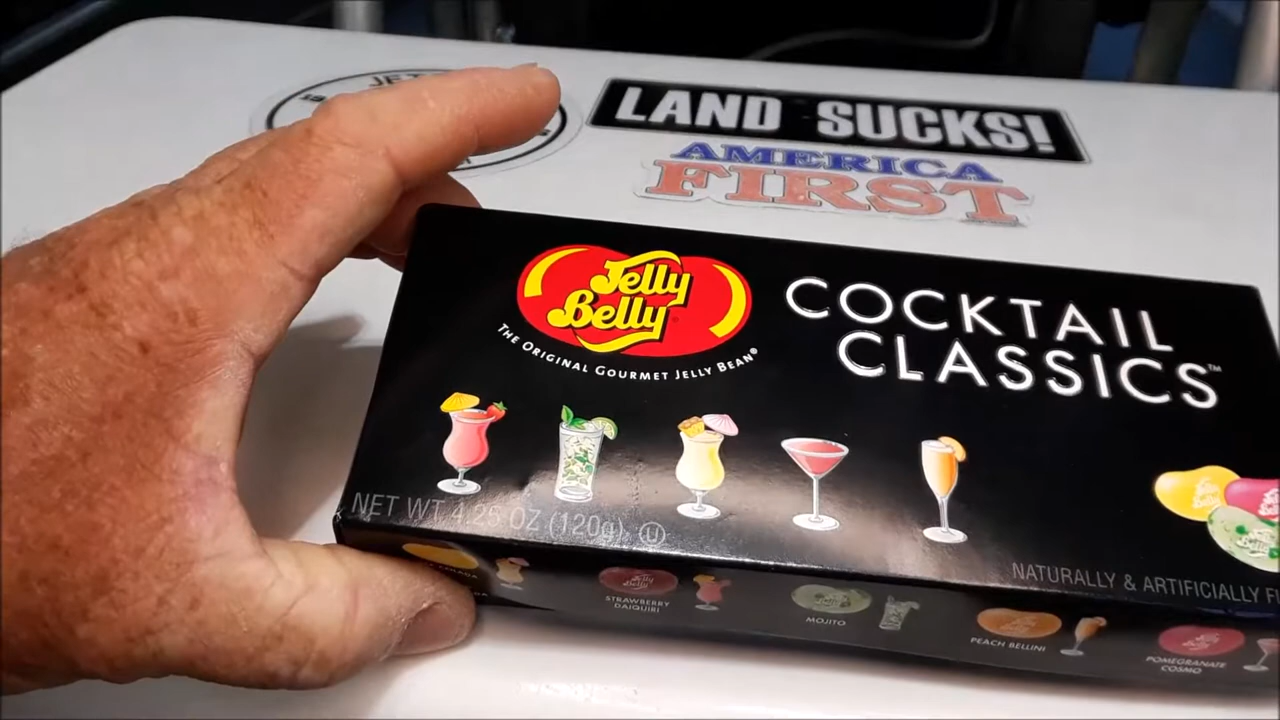 LAND SUCKS!
AMERICA
FIRST
Jelly
Belly
THE ORIGINAL GOURMET JELLY BEAN®
COCKTAIL
CLASSICS™
NET WT 4.25 OZ (120g)
U
NATURALLY & ARTIFICIALLY
STRAWBERRY
DAIQUIRI
MOJITO
PEACH BELLINI
POMEGRANATE
COSMO